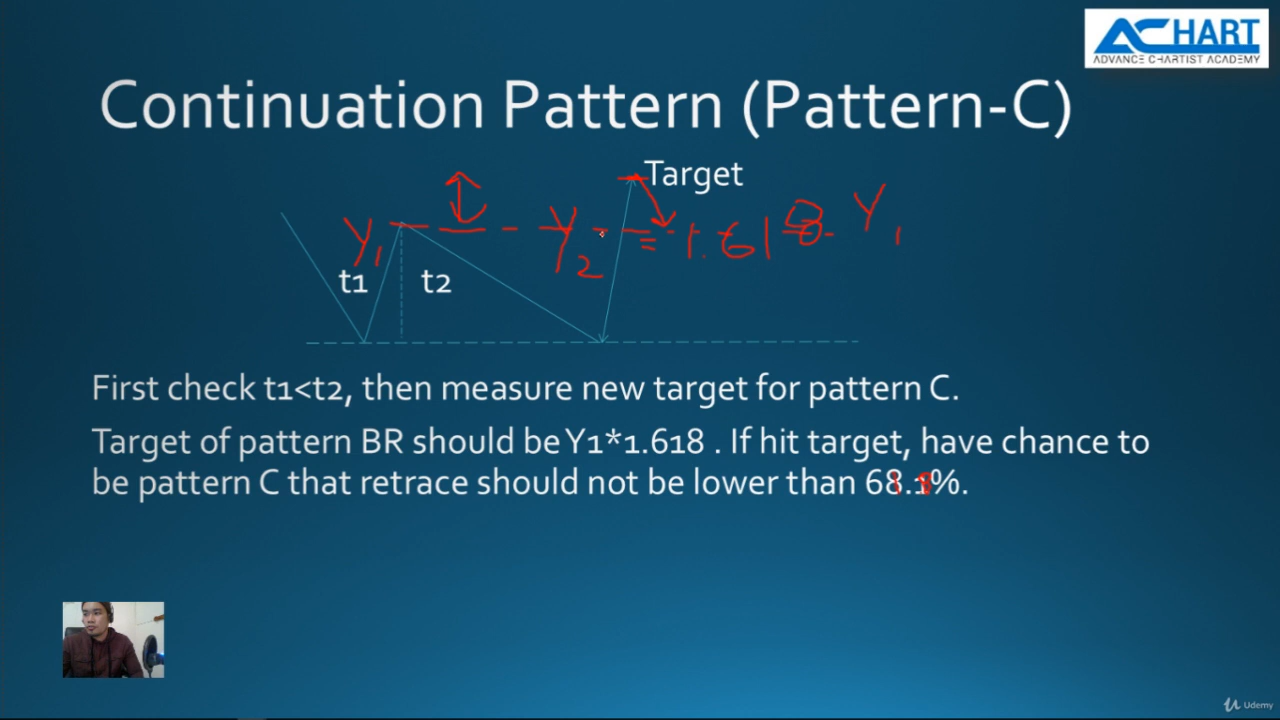 ACHART
ADVANCE CHARTIST ACADEMY
Continuation Pattern (Pattern-C)
Target
Y1
Y2 = 1.618 Y1
t1
t2
First check t1<t2, then measure new target for pattern C.
Target of pattern BR should be Y1*1.618 . If hit target, have chance to
be pattern C that retrace should not be lower than 68.1%.
Udemy